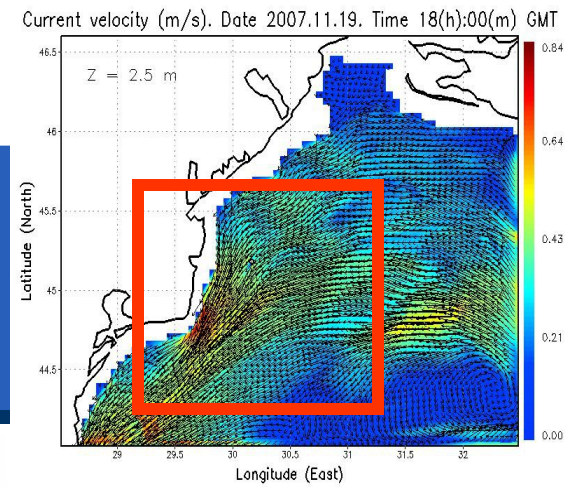 Current velocity (m/s). Date 2007.11.19. Time 18(h):00(m) GMT
Z = 2.5 m
46.5
46
45.5
45
44.5
Latitude (North)
29 29.5 30 30.5 31 31.5 32
Longitude (East)
0.84
0.64
0.43
0.21
0.00